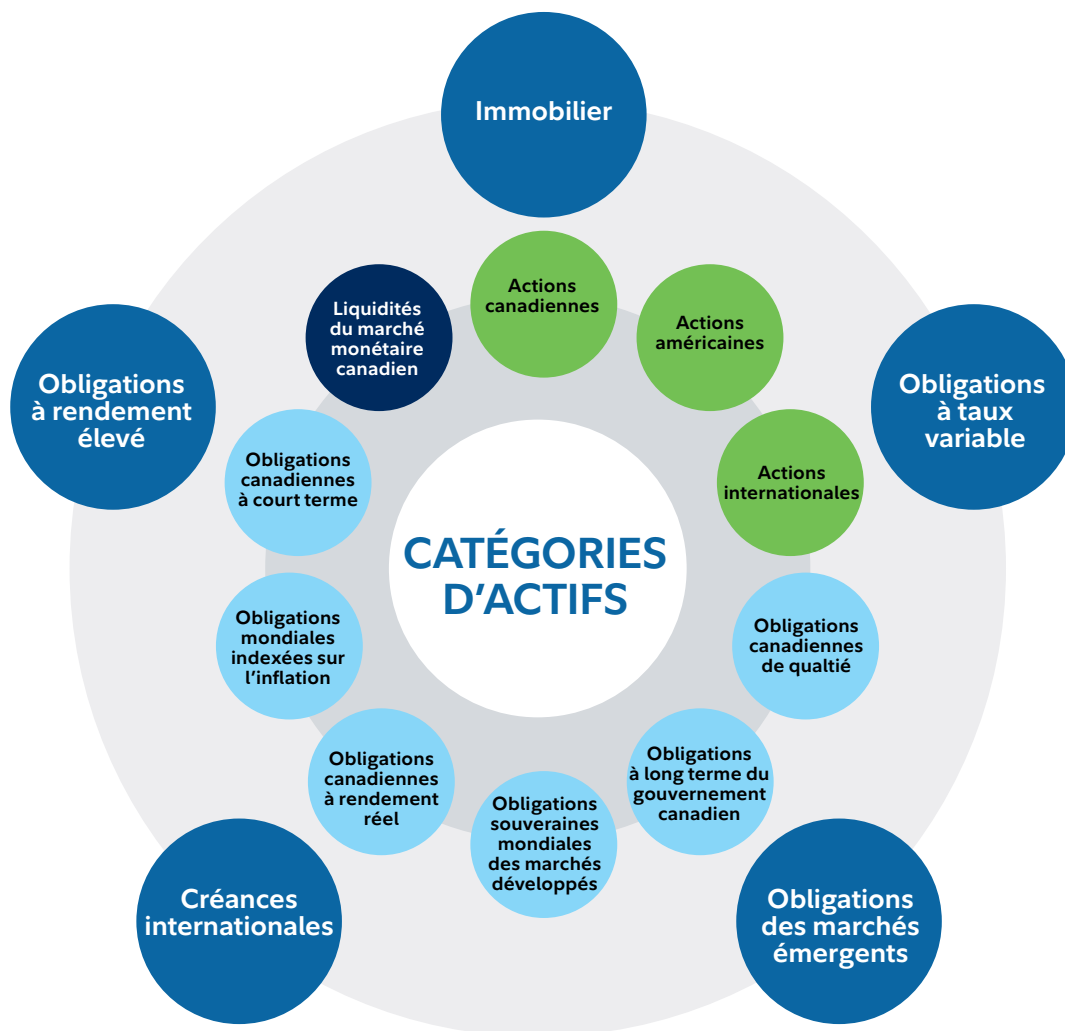 Immobilier
Liquidités
du marché
monétaire
canadien
Actions
canadiennes
Actions
américaines
Obligations
à rendement
élevé
Obligations
à taux
variable
Obligations
canadiennes
à court terme
Actions
internationales
CATÉGORIES
D’ACTIFS
Obligations
mondiales
indexées sur
l’inflation
Obligations
canadiennes
de qualtié
Obligations
canadiennes
à rendement
réel
Obligations
souveraines
mondiales
des marchés
développés
Obligations
à long terme du
gouvernement
canadien
Créances
internationales
Obligations
des marchés
émergents